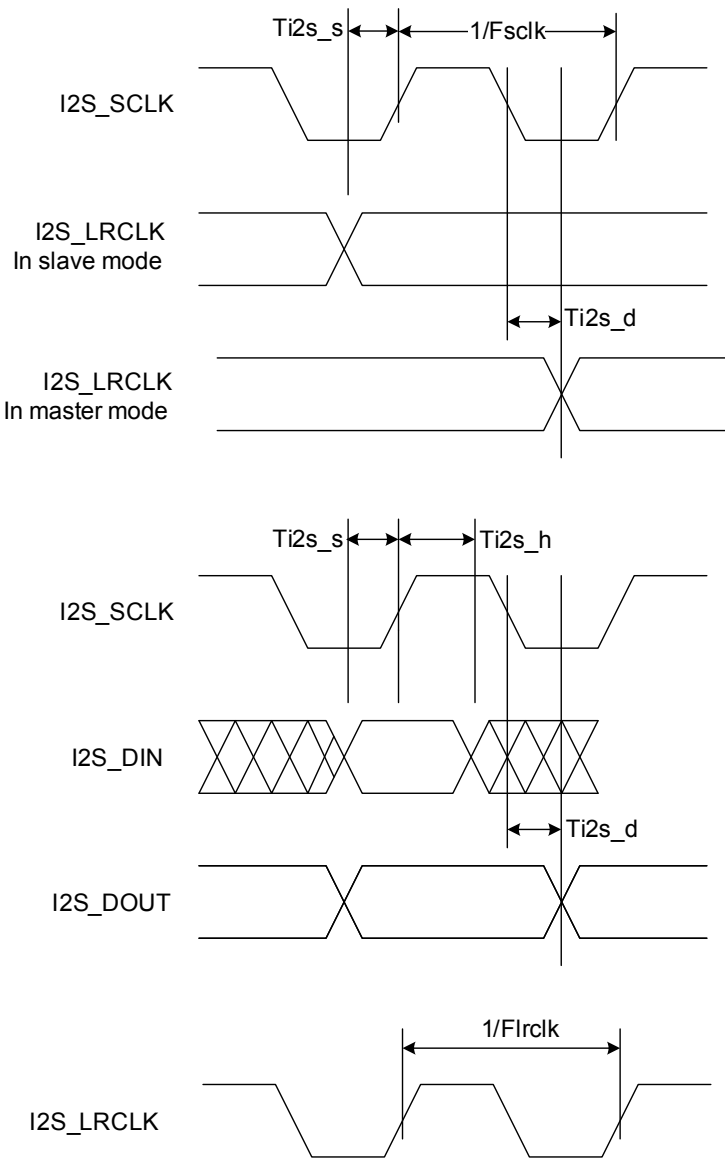 Ti2s_s
1/Fsclk
I2S_SCLK
I2S_LRCLK
In slave mode
Ti2s_d
I2S_LRCLK
In master mode
Ti2s_s
Ti2s_h
I2S_SCLK
I2S_DIN
Ti2s_d
I2S_DOUT
1/Flrclk
I2S_LRCLK